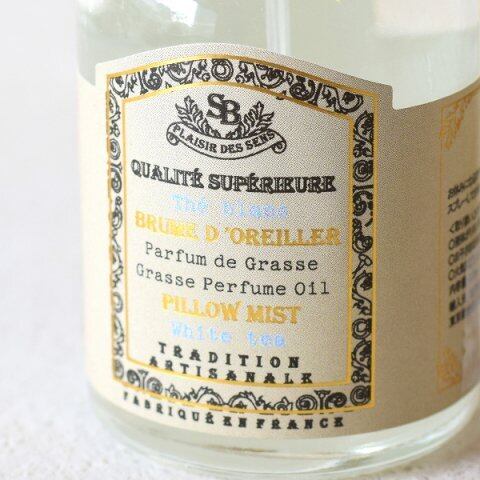 SB
PLAISIR DES SENS
QUALITÉ SUPÉRIEURE
Thé blanc
BRUME D'OREILLER
Parfum de Grasse
Grasse Perfume Oil
PILLOW MIST
White tea
TRADITION
ARTISANALE
FABRIQUÉ EN FRANCE